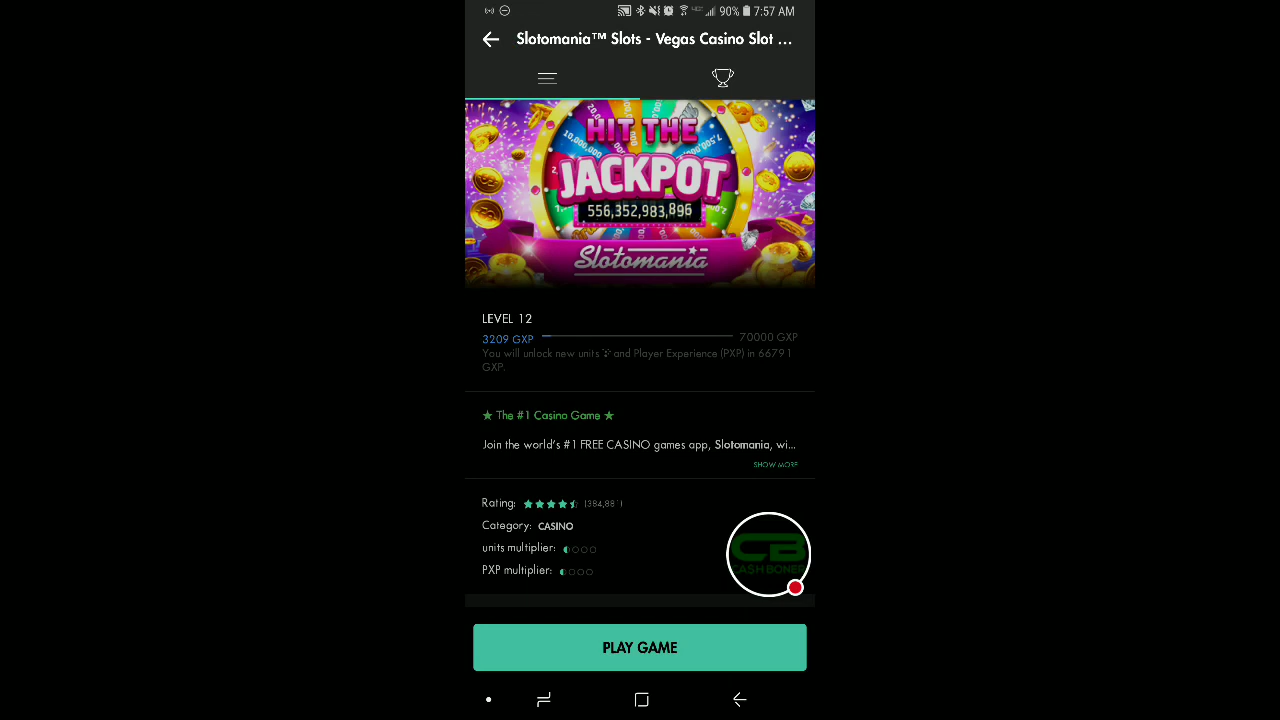 90% 7:57 AM
Slotomania™ Slots - Vegas Casino Slot ...
HIT THE
JACKPOT
556,352,983,896
Slotomania
LEVEL 12
3209 GXP 70000 GXP
You will unlock new units and Player Experience (PXP) in 66791
GXP.
★ The #1 Casino Game ★
Join the world's #1 FREE CASINO games app, Slotomania, wi...
SHOW MORE
Rating:
Category: CASINO
units multiplier:
PXP multiplier:
CB
CA$H BONER
PLAY GAME